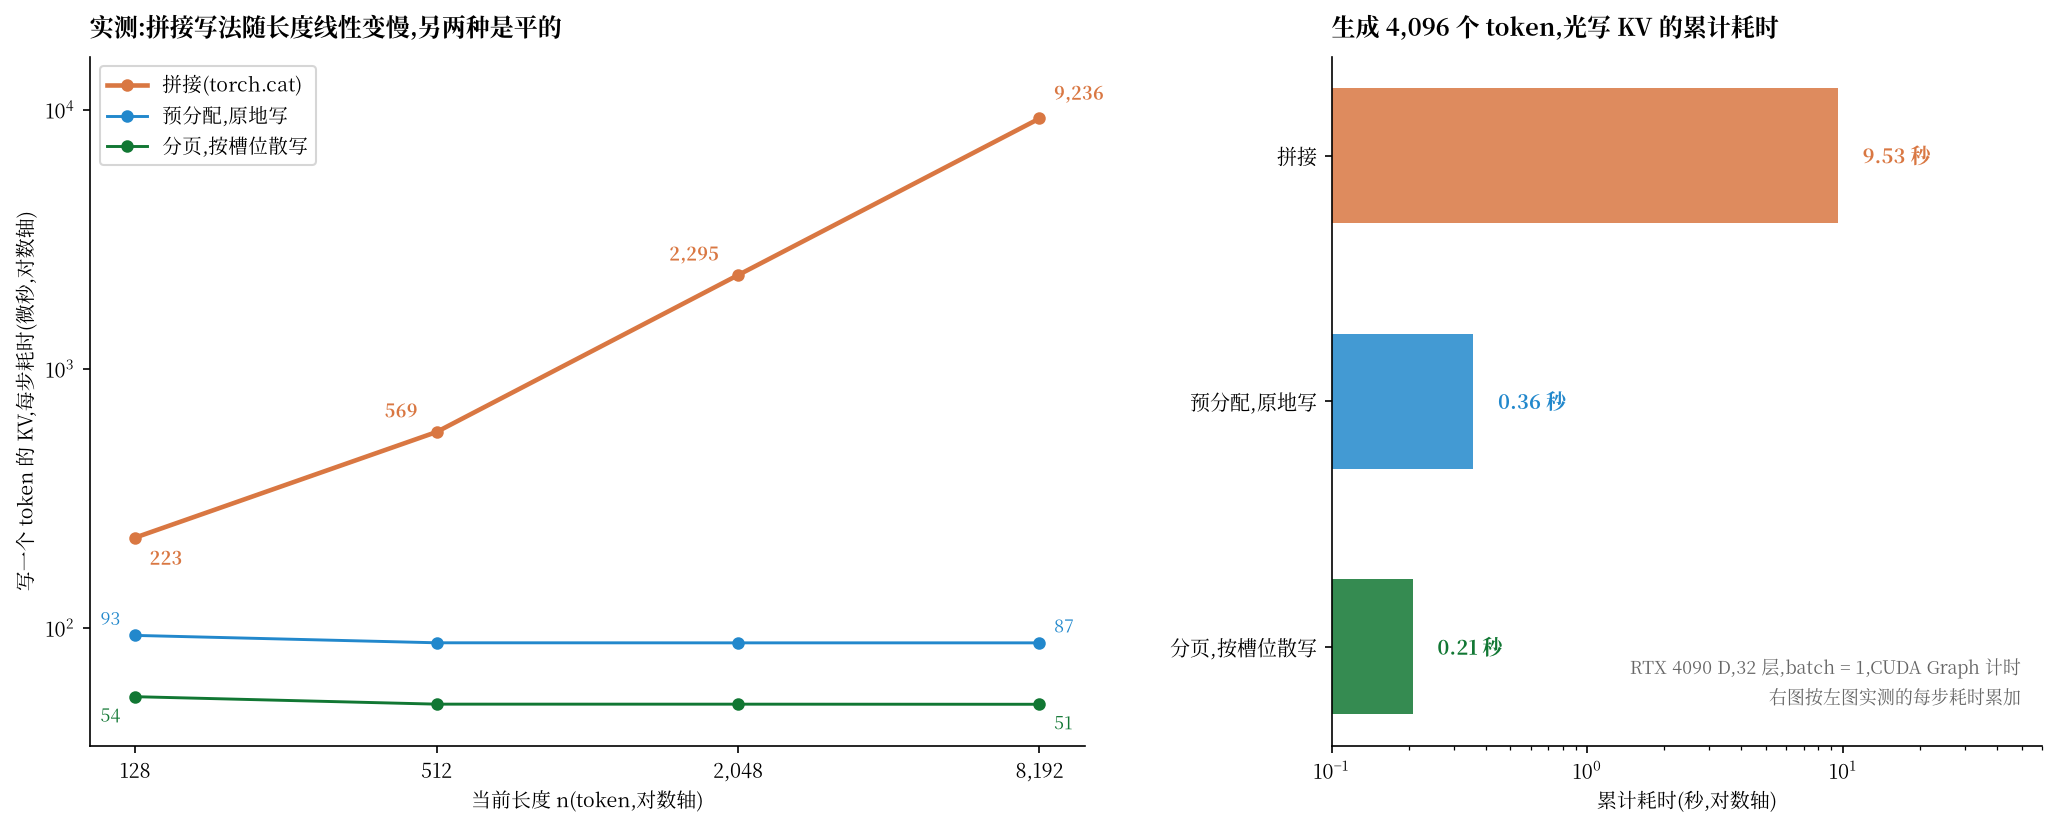 实测:拼接写法随长度线性变慢,另两种是平的
写一个 token 的 KV,每步耗时(微秒,对数轴)
10⁴
10³
10²
拼接(torch.cat)
预分配,原地写
分页,按槽位散写
223
569
2,295
9,236
93
87
54
51
128
512
2,048
8,192
当前长度 n(token,对数轴)
生成 4,096 个 token,光写 KV 的累计耗时
拼接
9.53 秒
预分配,原地写
0.36 秒
分页,按槽位散写
0.21 秒
RTX 4090 D,32 层,batch = 1,CUDA Graph 计时
右图按左图实测的每步耗时累加
10⁻¹
10⁰
10¹
累计耗时(秒,对数轴)